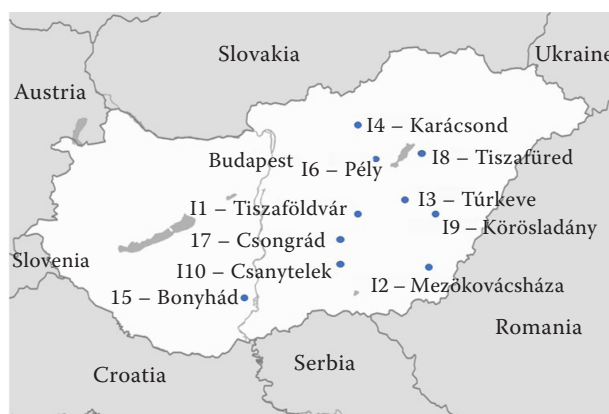 Slovakia
Ukraine
Austria
I4 – Karácsond
Budapest
I8 – Tiszafüred
I6 – Pély
I3 – Túrkeve
I1 – Tiszaföldvár
I9 – Körösladány
17 – Csongrád
Slovenia
I10 – Csanytelek
I2 – Mezökovácsháza
15 – Bonyhád
Romania
Serbia
Croatia